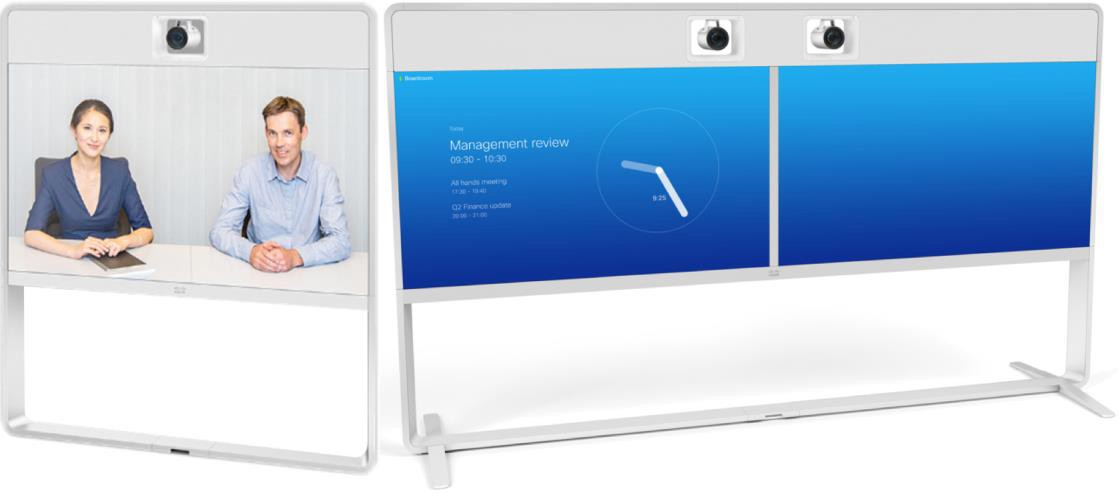 Boardroom
Today
Management review
09:30 - 10:30
All hands meeting
17:30 - 19:40
Q2 Finance update
20:00 - 21:00
9:25